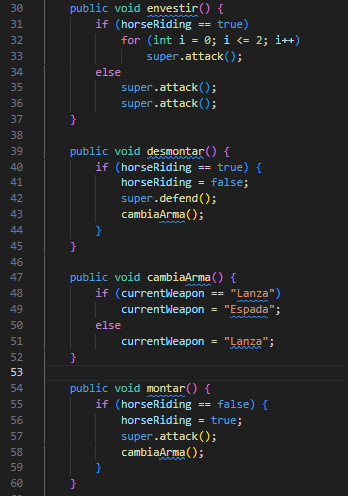 30 public void envestir() {
31 if (horseRiding == true)
32 for (int i = 0; i <= 2; i++)
33 super.attack();
34 else
35 super.attack();
36 super.attack();
37 }
38
39 public void desmontar() {
40 if (horseRiding == true) {
41 horseRiding = false;
42 super.defend();
43 cambiaArma();
44 }
45 }
46
47 public void cambiaArma() {
48 if (currentWeapon == "Lanza")
49 currentWeapon = "Espada";
50 else
51 currentWeapon = "Lanza";
52 }
53
54 public void montar() {
55 if (horseRiding == false) {
56 horseRiding = true;
57 super.attack();
58 cambiaArma();
59 }
60 }